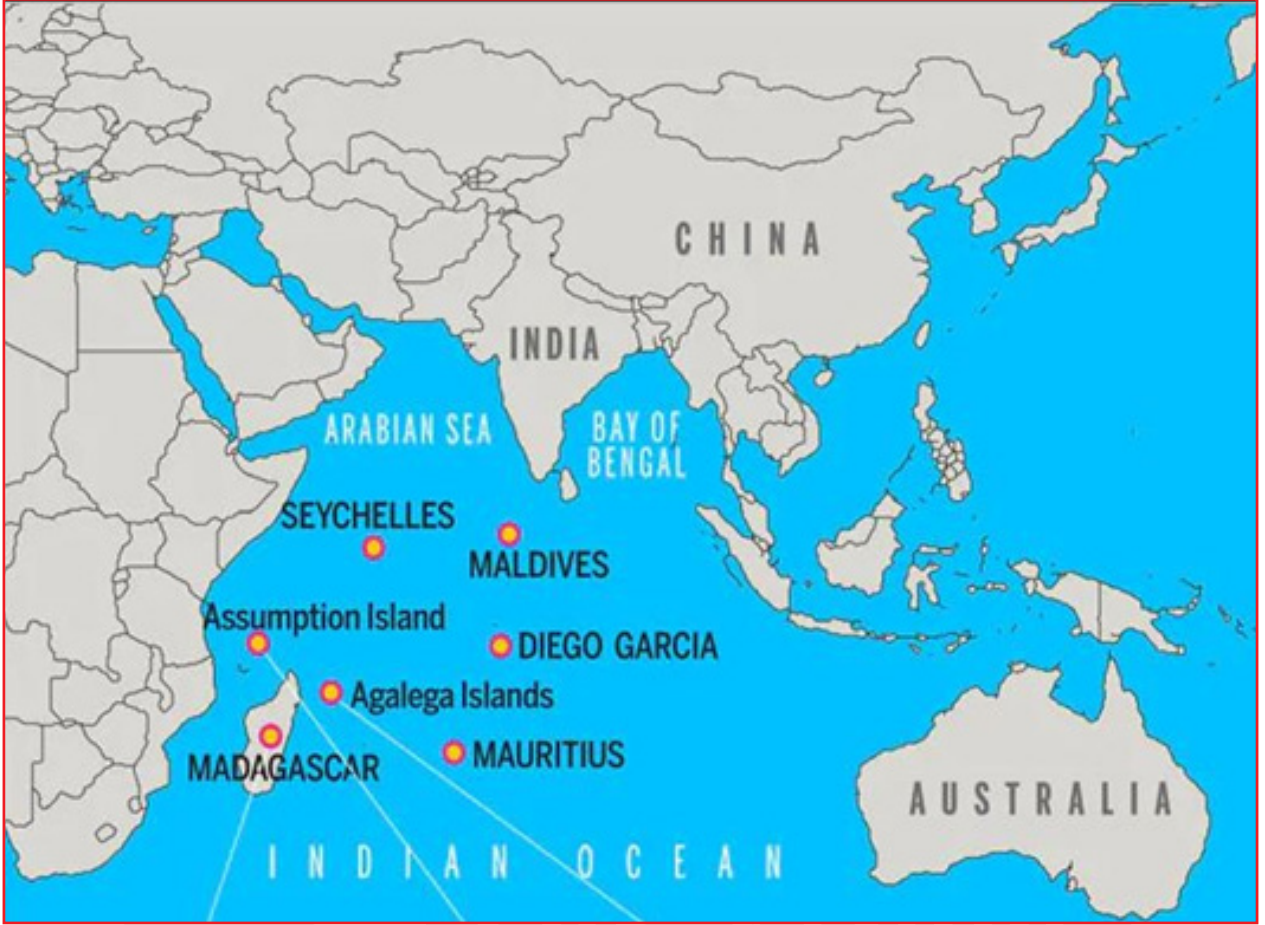 CHINA
INDIA
ARABIAN SEA
BAY OF
BENGAL
SEYCHELLES
MALDIVES
Assumption Island
DIEGO GARCIA
Agalega Islands
MAURITIUS
MADAGASCAR
AUSTRALIA
INDIAN OCEAN